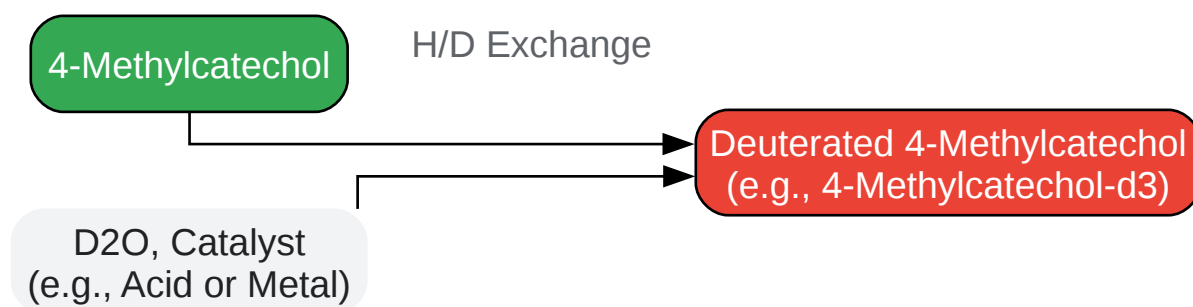 4-Methylcatechol
H/D Exchange
Deuterated 4-Methylcatechol
(e.g., 4-Methylcatechol-d3)
D2O, Catalyst
(e.g., Acid or Metal)